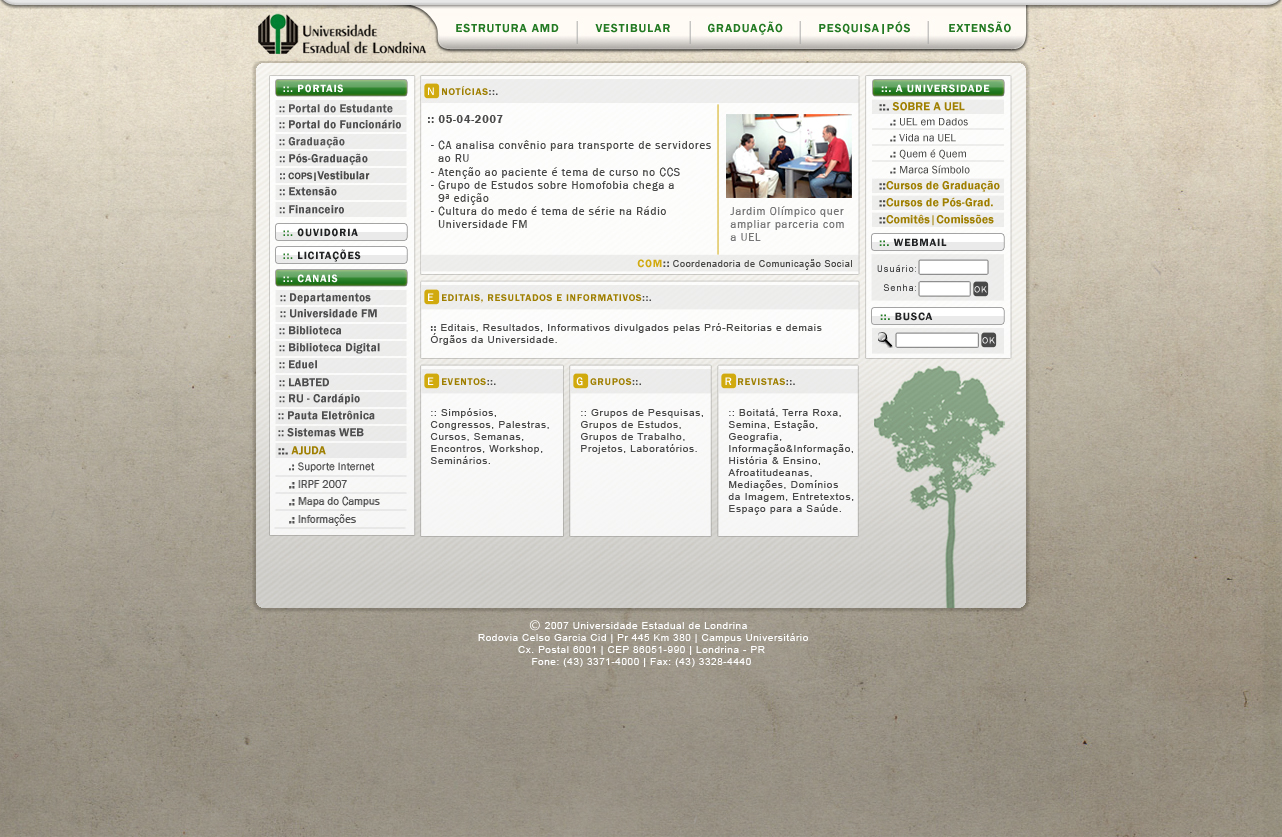 Universidade
Estadual de Londrina
ESTRUTURA AMD
VESTIBULAR
GRADUAÇÃO
PESQUISA|PÓS
EXTENSÃO
::. PORTAIS
:: Portal do Estudante
:: Portal do Funcionário
:: Graduação
:: Pós-Graduação
:: COPS|Vestibular
:: Extensão
:: Financeiro
::. OUVIDORIA
::. LICITAÇÕES
::. CANAIS
:: Departamentos
:: Universidade FM
:: Biblioteca
:: Biblioteca Digital
:: Eduel
:: LABTED
:: RU - Cardápio
:: Pauta Eletrônica
:: Sistemas WEB
::. AJUDA
.: Suporte Internet
.: IRPF 2007
.: Mapa do Campus
.: Informações
N NOTÍCIAS::.
:: 05-04-2007
- CA analisa convênio para transporte de servidores
ao RU
- Atenção ao paciente é tema de curso no CCS
- Grupo de Estudos sobre Homofobia chega a
9ª edição
- Cultura do medo é tema de série na Rádio
Universidade FM
Jardim Olímpico quer
ampliar parceria com
a UEL
COM:: Coordenadoria de Comunicação Social
E EDITAIS, RESULTADOS E INFORMATIVOS::.
:: Editais, Resultados, Informativos divulgados pelas Pró-Reitorias e demais
Órgãos da Universidade.
E EVENTOS::.
:: Simpósios,
Congressos, Palestras,
Cursos, Semanas,
Encontros, Workshop,
Seminários.
G GRUPOS::.
:: Grupos de Pesquisas,
Grupos de Estudos,
Grupos de Trabalho,
Projetos, Laboratórios.
R REVISTAS::.
:: Boitatá, Terra Roxa,
Semina, Estação,
Geografia,
Informação&Informação,
História & Ensino,
Afroatitudeanas,
Mediações, Domínios
da Imagem, Entretextos,
Espaço para a Saúde.
::. A UNIVERSIDADE
::. SOBRE A UEL
.: UEL em Dados
.: Vida na UEL
.: Quem é Quem
.: Marca Símbolo
::Cursos de Graduação
::Cursos de Pós-Grad.
::Comitês|Comissões
::. WEBMAIL
Usuário:
Senha: OK
::. BUSCA
OK
© 2007 Universidade Estadual de Londrina
Rodovia Celso Garcia Cid | Pr 445 Km 380 | Campus Universitário
Cx. Postal 6001 | CEP 86051-990 | Londrina - PR
Fone: (43) 3371-4000 | Fax: (43) 3328-4440